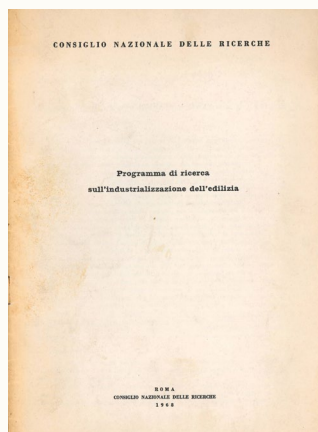 CONSIGLIO NAZIONALE DELLE RICERCHE
Programma di ricerca
sull'industrializzazione dell'edilizia
ROMA
CONSIGLIO NAZIONALE DELLE RICERCHE
1968